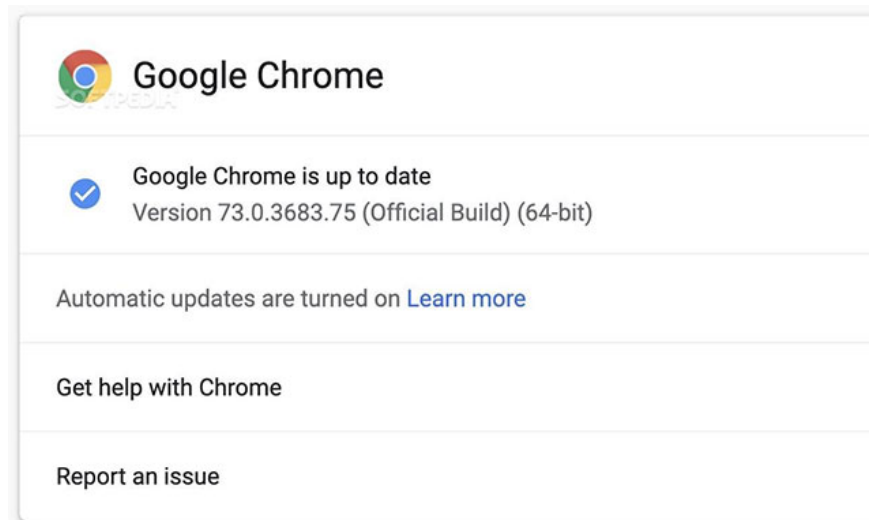 Google Chrome
SOFTPEDIA
Google Chrome is up to date
Version 73.0.3683.75 (Official Build) (64-bit)
Automatic updates are turned on Learn more
Get help with Chrome
Report an issue